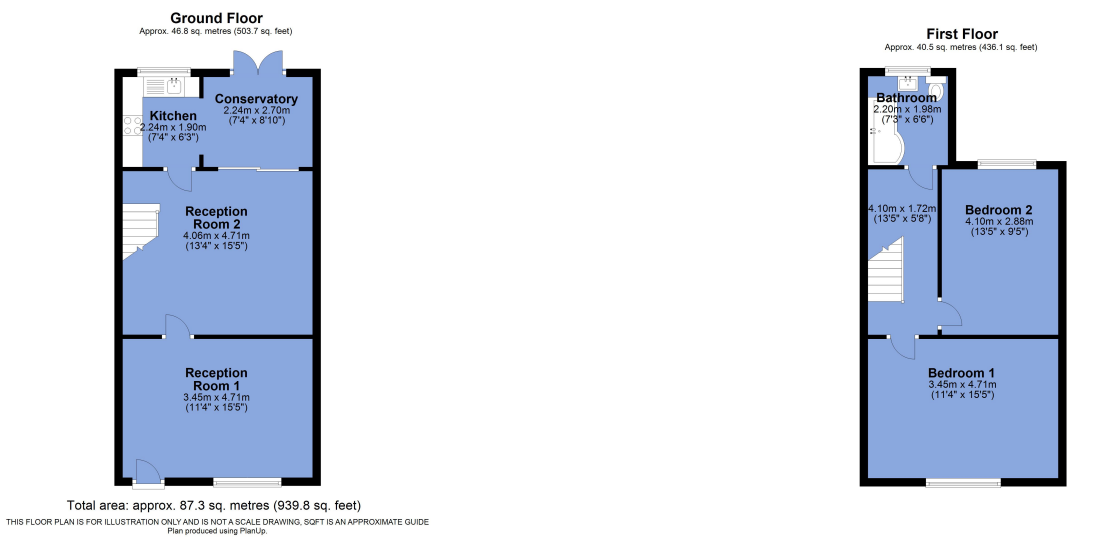 Ground Floor
Approx. 46.8 sq. metres (503.7 sq. feet)
Kitchen
2.24m x 1.90m
(7'4" x 6'3")
Conservatory
2.24m x 2.70m
(7'4" x 8'10")
Reception
Room 2
4.06m x 4.71m
(13'4" x 15'5")
Reception
Room 1
3.45m x 4.71m
(11'4" x 15'5")
First Floor
Approx. 40.5 sq. metres (436.1 sq. feet)
Bathroom
2.20m x 1.98m
(7'3" x 6'6")
4.10m x 1.72m
(13'5" x 5'8")
Bedroom 2
4.10m x 2.88m
(13'5" x 9'5")
Bedroom 1
3.45m x 4.71m
(11'4" x 15'5")
Total area: approx. 87.3 sq. metres (939.8 sq. feet)
THIS FLOOR PLAN IS FOR ILLUSTRATION ONLY AND IS NOT A SCALE DRAWING, SQFT IS AN APPROXIMATE GUIDE
Plan produced using PlanUp.